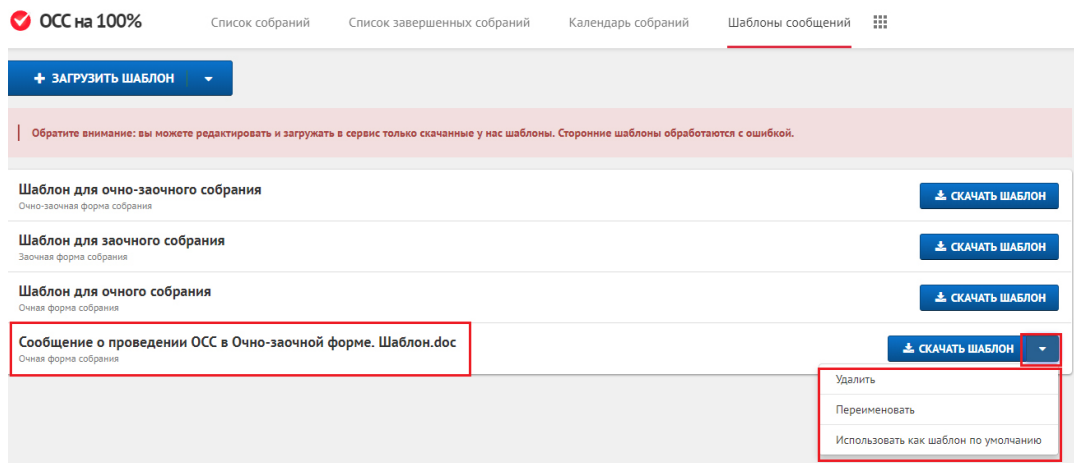 ОСС на 100%
Список собраний
Список завершенных собраний
Календарь собраний
Шаблоны сообщений
+ ЗАГРУЗИТЬ ШАБЛОН
Обратите внимание: вы можете редактировать и загружать в сервис только скачанные у нас шаблоны. Сторонние шаблоны обработаются с ошибкой.
Шаблон для очно-заочного собрания
Очно-заочная форма собрания
СКАЧАТЬ ШАБЛОН
Шаблон для заочного собрания
Заочная форма собрания
СКАЧАТЬ ШАБЛОН
Шаблон для очного собрания
Очная форма собрания
СКАЧАТЬ ШАБЛОН
Сообщение о проведении ОСС в Очно-заочной форме. Шаблон.doc
Очная форма собрания
СКАЧАТЬ ШАБЛОН
Удалить
Переименовать
Использовать как шаблон по умолчанию